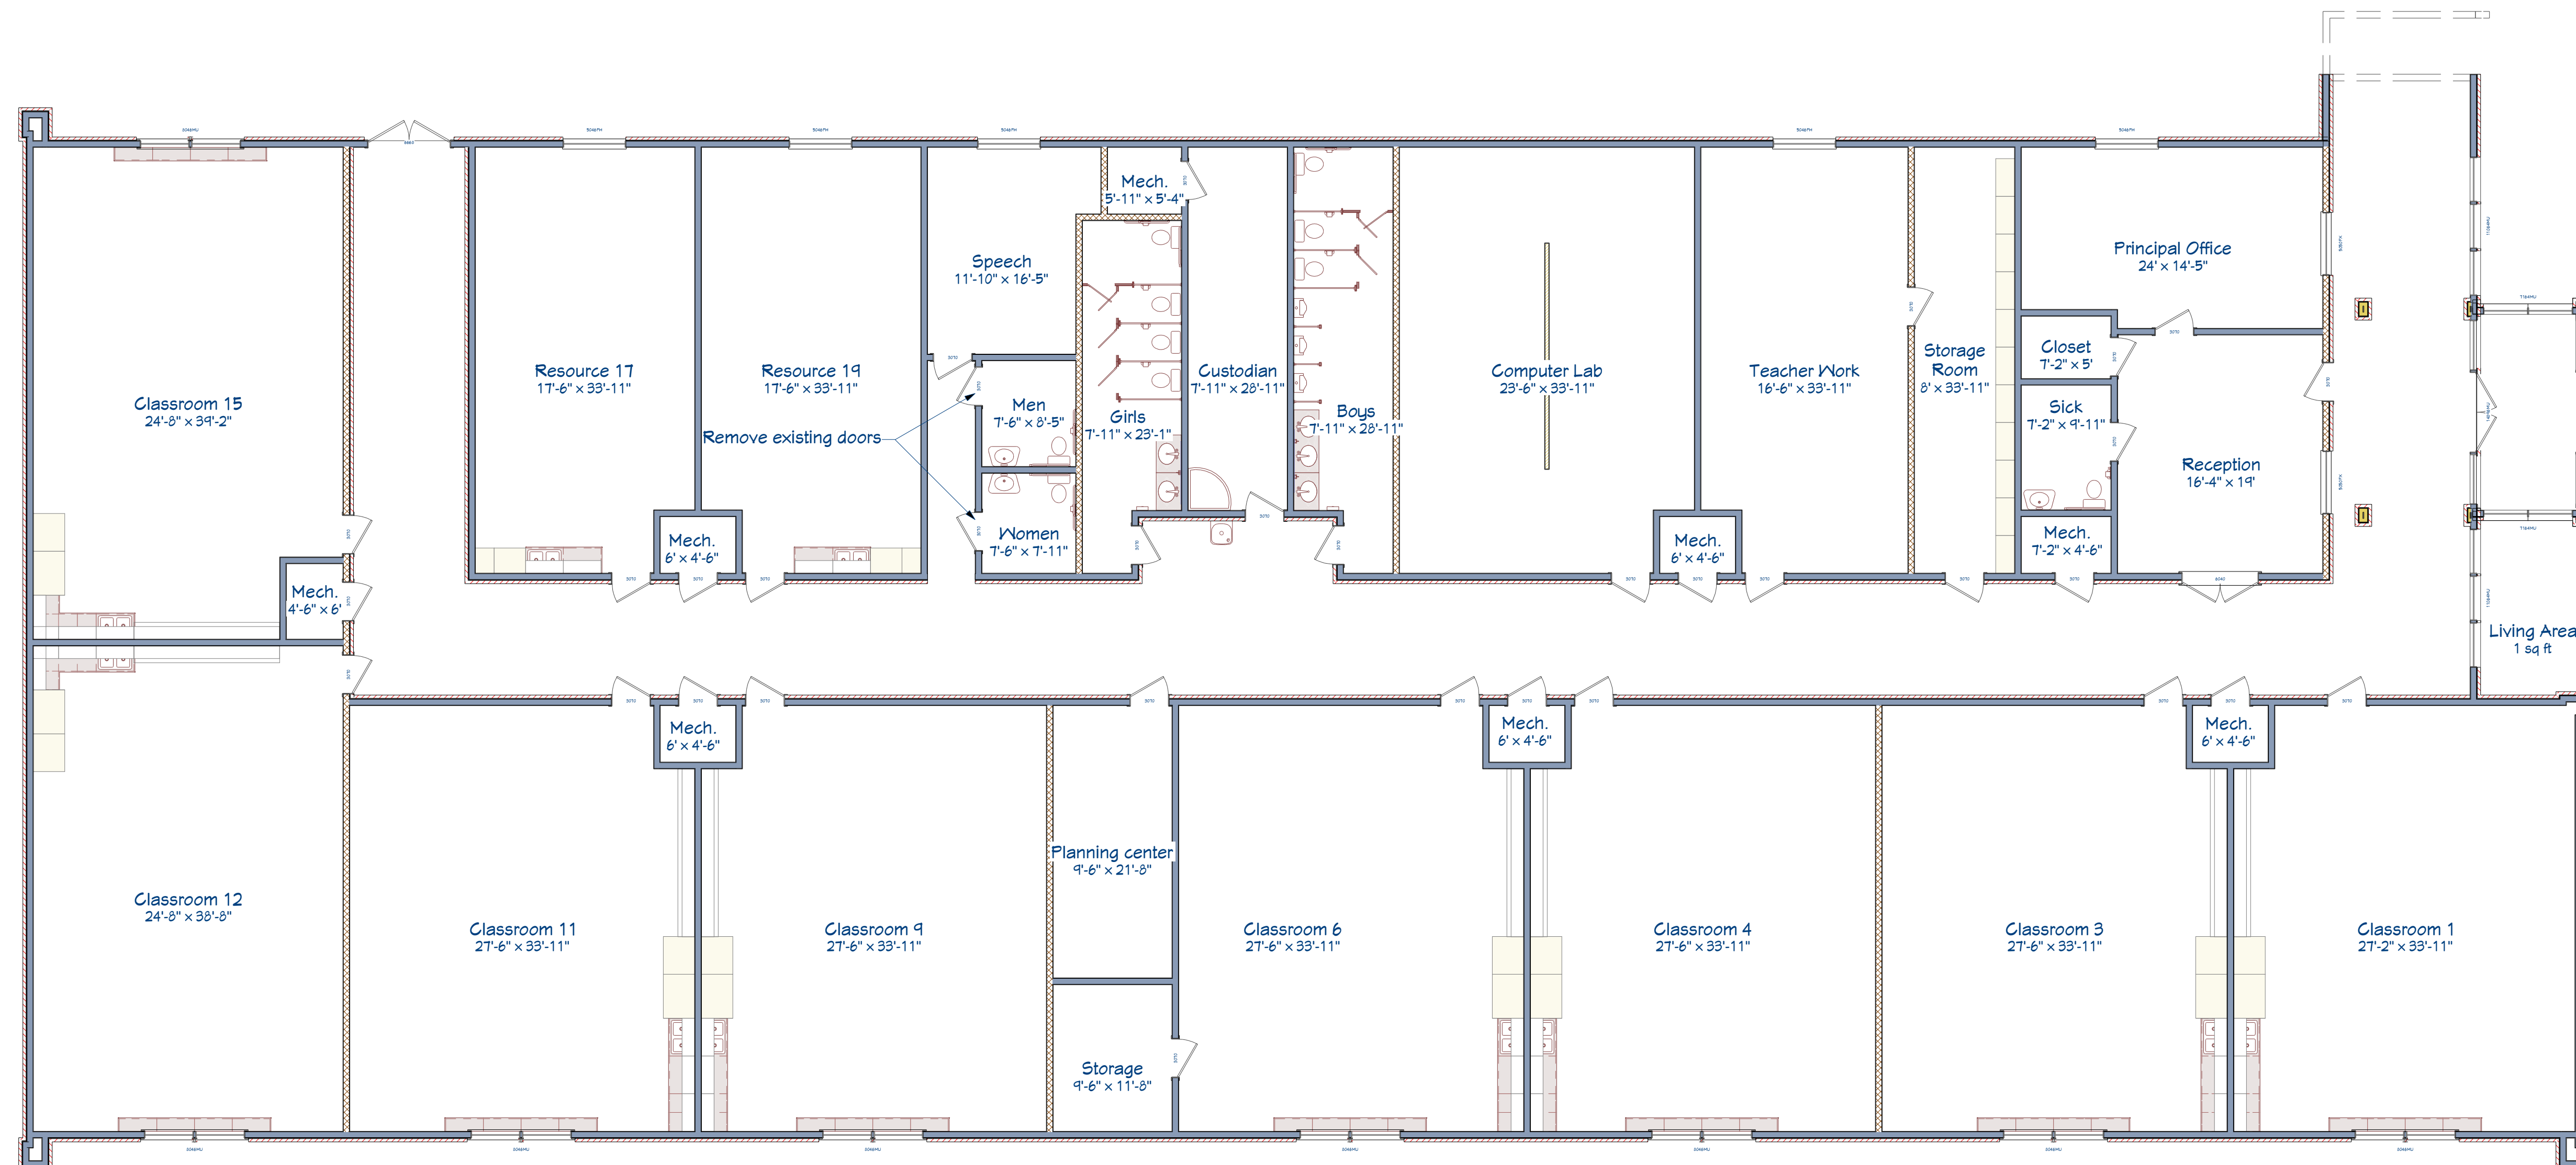 Mech.
5'-11" x 5'-4"
Principal Office
24' x 14'-5"
Speech
11'-10" x 16'-5"
Closet
7'-2" x 5'
Storage
Room
8' x 33'-11"
Resource 17
17'-6" x 33'-11"
Resource 19
17'-6" x 33'-11"
Custodian
7'-11" x 28'-11"
Computer Lab
23'-6" x 33'-11"
Teacher Work
16'-6" x 33'-11"
Classroom 15
24'-8" x 39'-2"
Men
7'-6" x 8'-5"
Girls
7'-11" x 23'-1"
Boys
7'-11" x 28'-11"
Sick
7'-2" x 9'-11"
Remove existing doors
Reception
16'-4" x 19'
Women
7'-6" x 7'-11"
Mech.
6' x 4'-6"
Mech.
6' x 4'-6"
Mech.
7'-2" x 4'-6"
Mech.
4'-6" x 6'
Living Area
1 sq ft
Mech.
6' x 4'-6"
Mech.
6' x 4'-6"
Mech.
6' x 4'-6"
Planning center
9'-6" x 21'-8"
Classroom 12
24'-8" x 38'-8"
Classroom 11
27'-6" x 33'-11"
Classroom 9
27'-6" x 33'-11"
Classroom 6
27'-6" x 33'-11"
Classroom 4
27'-6" x 33'-11"
Classroom 3
27'-6" x 33'-11"
Classroom 1
27'-2" x 33'-11"
Storage
9'-6" x 11'-8"